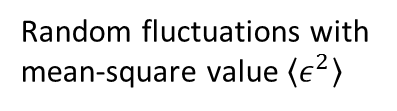 Random fluctuations with
mean-square value ⟨ϵ²⟩